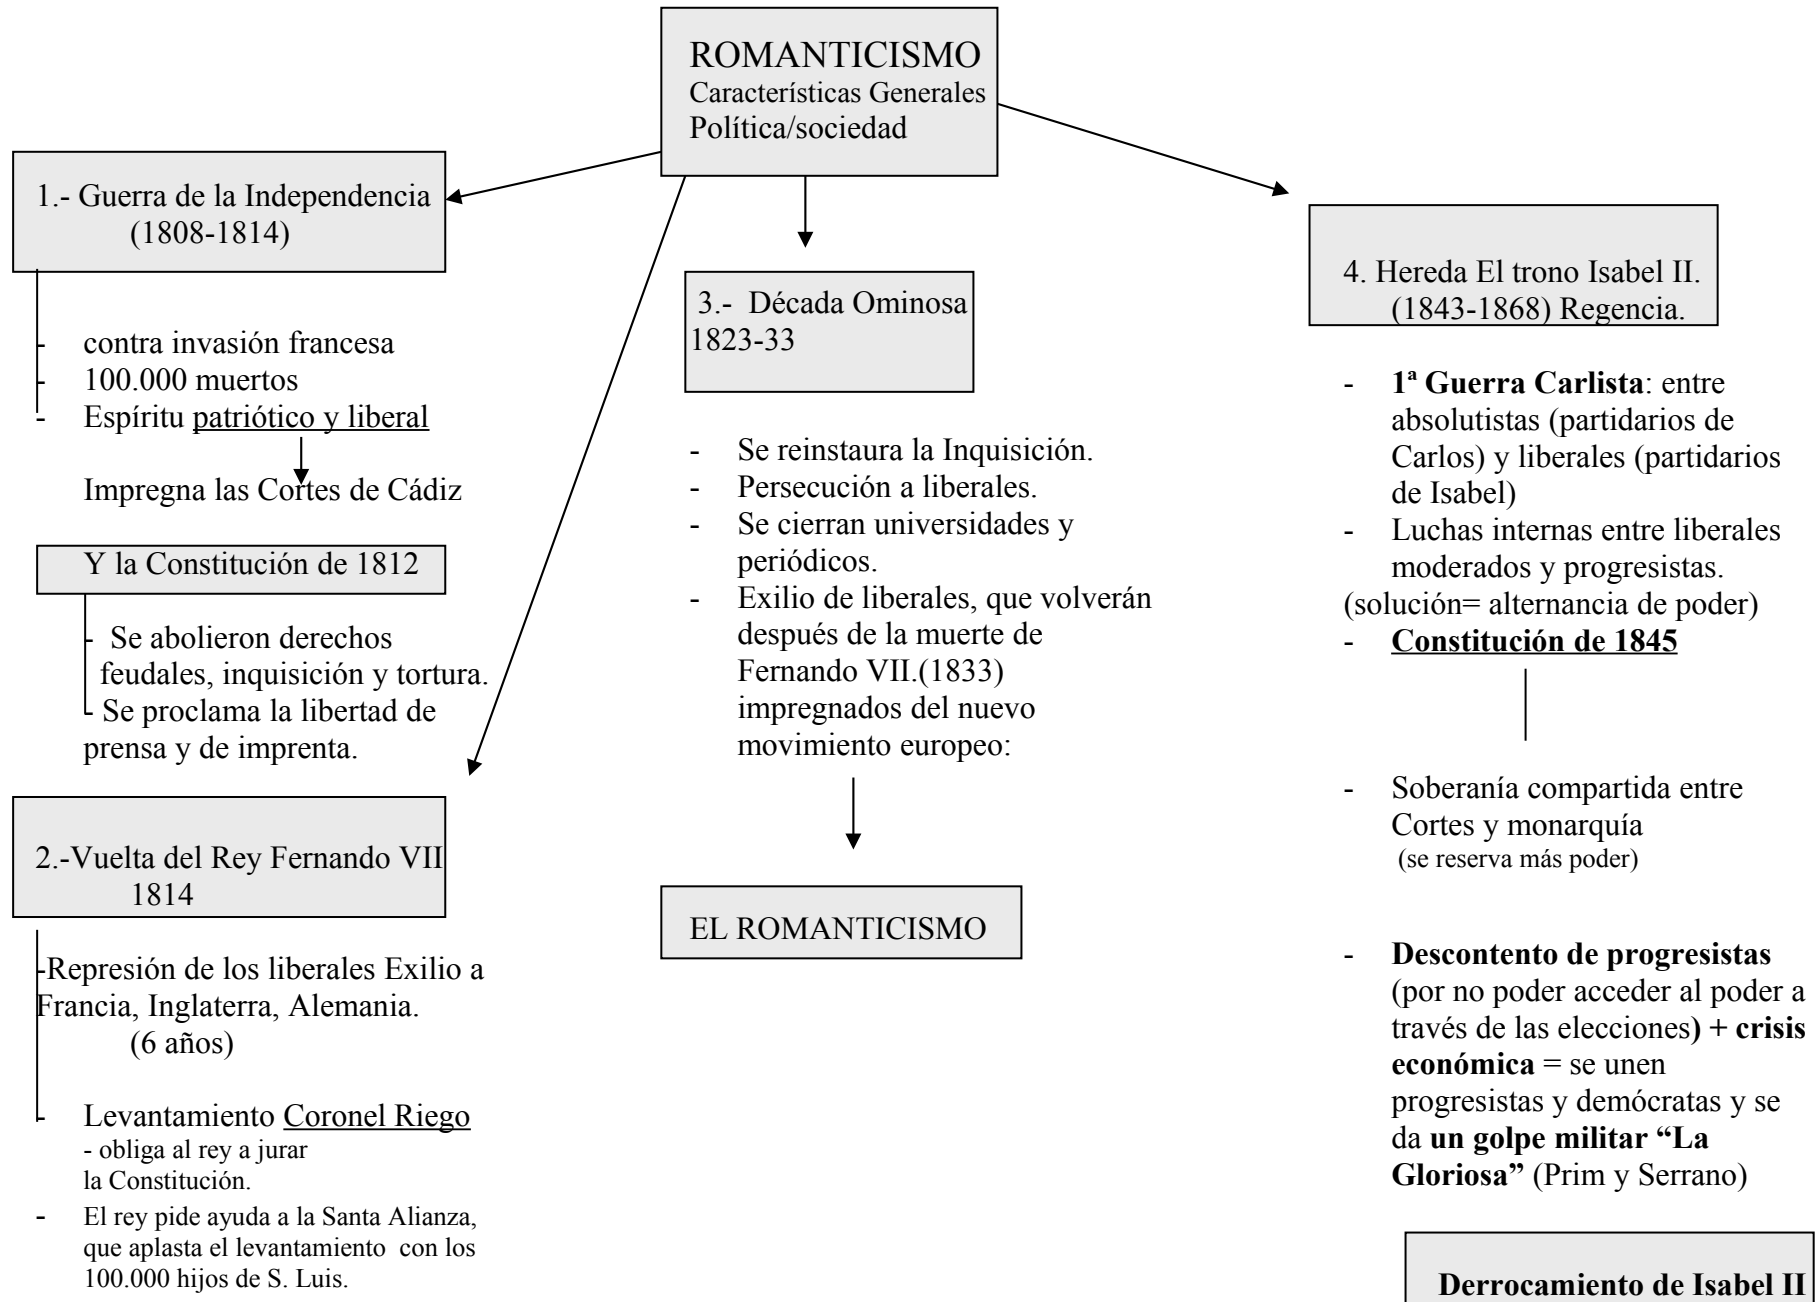 ROMANTICISMO
Características Generales
Política/sociedad
1.- Guerra de la Independencia
(1808-1814)
- contra invasión francesa
- 100.000 muertos
- Espíritu patriótico y liberal
Impregna las Cortes de Cádiz
Y la Constitución de 1812
- Se abolieron derechos
feudales, inquisición y tortura.
- Se proclama la libertad de
prensa y de imprenta.
2.-Vuelta del Rey Fernando VII
1814
-Represión de los liberales Exilio a
Francia, Inglaterra, Alemania.
(6 años)
- Levantamiento Coronel Riego
- obliga al rey a jurar
la Constitución.
- El rey pide ayuda a la Santa Alianza,
que aplasta el levantamiento con los
100.000 hijos de S. Luis.
3.- Década Ominosa
1823-33
- Se reinstaura la Inquisición.
- Persecución a liberales.
- Se cierran universidades y
periódicos.
- Exilio de liberales, que volverán
después de la muerte de
Fernando VII.(1833)
impregnados del nuevo
movimiento europeo:
EL ROMANTICISMO
4. Hereda El trono Isabel II.
(1843-1868) Regencia.
- 1ª Guerra Carlista: entre
absolutistas (partidarios de
Carlos) y liberales (partidarios
de Isabel)
- Luchas internas entre liberales
moderados y progresistas.
(solución= alternancia de poder)
- Constitución de 1845
- Soberanía compartida entre
Cortes y monarquía
(se reserva más poder)
- Descontento de progresistas
(por no poder acceder al poder a
través de las elecciones) + crisis
económica = se unen
progresistas y demócratas y se
da un golpe militar “La
Gloriosa” (Prim y Serrano)
Derrocamiento de Isabel II